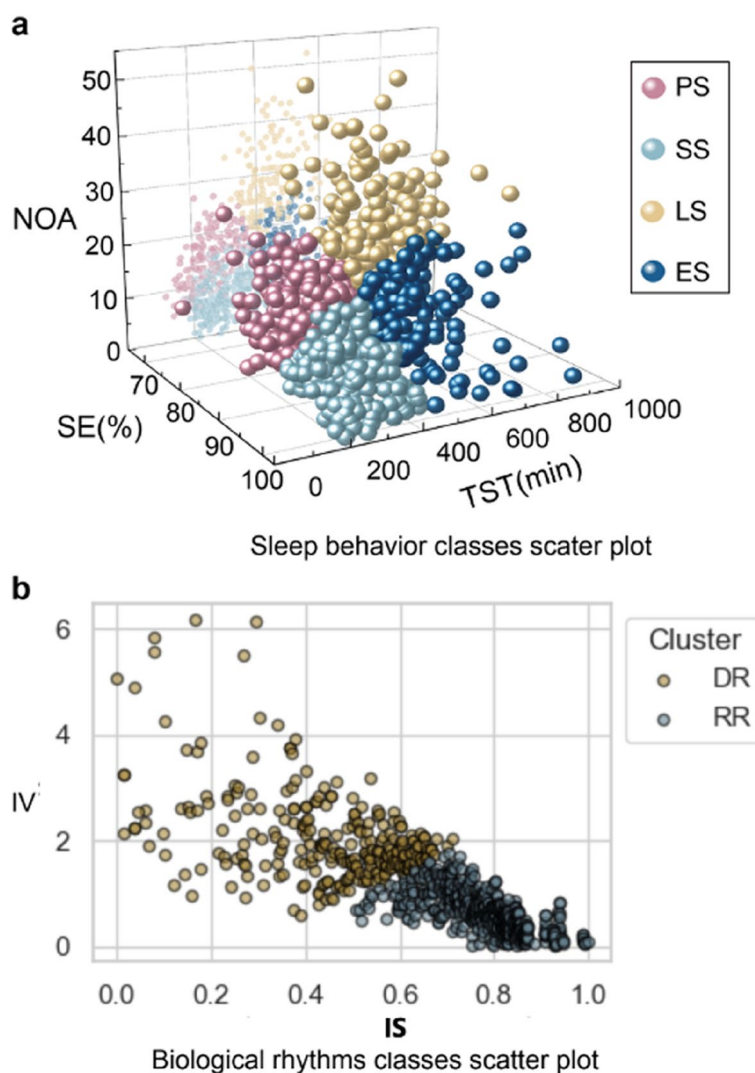 a
50
40
30
20
10
0
NOA
70
80
90
100
SE(%)
0
200
400
600
800
1000
TST(min)
PS
SS
LS
ES
Sleep behavior classes scater plot
b
6
4
2
0
IV
0.0 0.2 0.4 0.6 0.8 1.0
IS
Cluster
DR
RR
Biological rhythms classes scatter plot